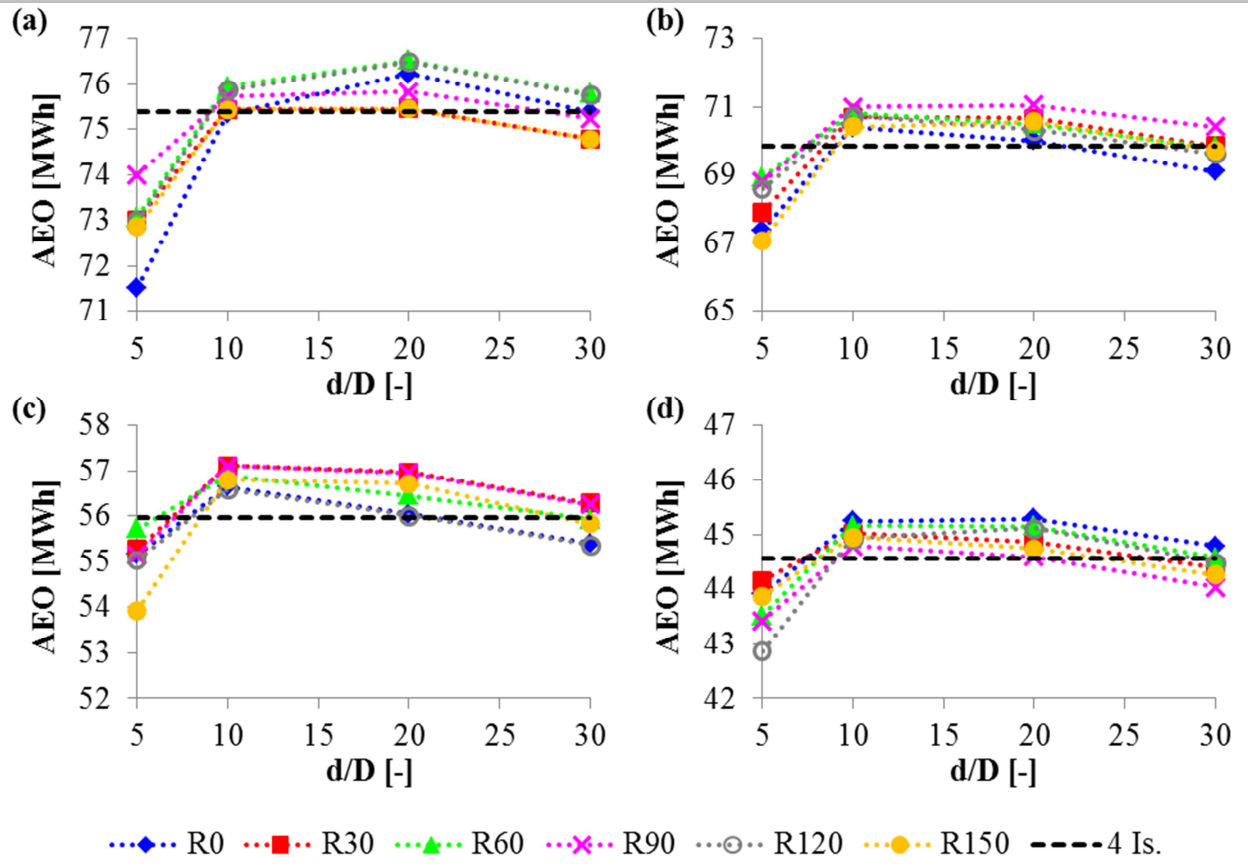 (a)
77
76
75
74
73
72
71
AEO [MWh]
5 10 15 20 25 30
d/D [-]
(b)
73
71
69
67
65
AEO [MWh]
5 10 15 20 25 30
d/D [-]
(c)
58
57
56
55
54
53
52
AEO [MWh]
5 10 15 20 25 30
d/D [-]
(d)
47
46
45
44
43
42
AEO [MWh]
5 10 15 20 25 30
d/D [-]
R0 R30 R60 R90 R120 R150 4 Is.